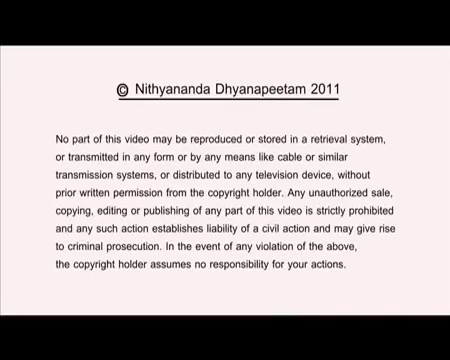 © Nithyananda Dhyanapeetam 2011
No part of this video may be reproduced or stored in a retrieval system,
or transmitted in any form or by any means like cable or similar
transmission systems, or distributed to any television device, without
prior written permission from the copyright holder. Any unauthorized sale,
copying, editing or publishing of any part of this video is strictly prohibited
and any such action establishes liability of a civil action and may give rise
to criminal prosecution. In the event of any violation of the above,
the copyright holder assumes no responsibility for your actions.